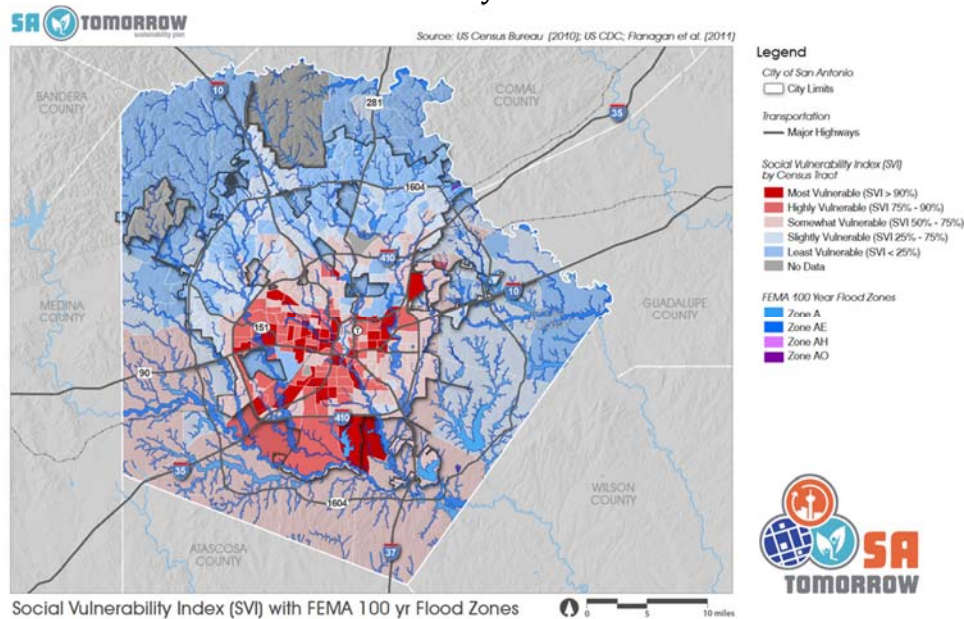 SA TOMORROW
sustainability plan
Source: US Census Bureau (2010); US CDC; Flanagan et al. (2011)
BANDERA
COUNTY
COMAL
COUNTY
10
281
35
1604
410
10
MEDINA
COUNTY
GUADALUPE
COUNTY
151
90
410
35
1604
WILSON
COUNTY
ATASCOSA
COUNTY
37
Legend
City of San Antonio
City Limits
Transportation
Major Highways
Social Vulnerability Index (SVI)
by Census Tract
Most Vulnerable (SVI > 90%)
Highly Vulnerable (SVI 75% - 90%)
Somewhat Vulnerable (SVI 50% - 75%)
Slightly Vulnerable (SVI 25% - 75%)
Least Vulnerable (SVI < 25%)
No Data
FEMA 100 Year Flood Zones
Zone A
Zone AE
Zone AH
Zone AO
SA
TOMORROW
Social Vulnerability Index (SVI) with FEMA 100 yr Flood Zones
0 5 10 miles